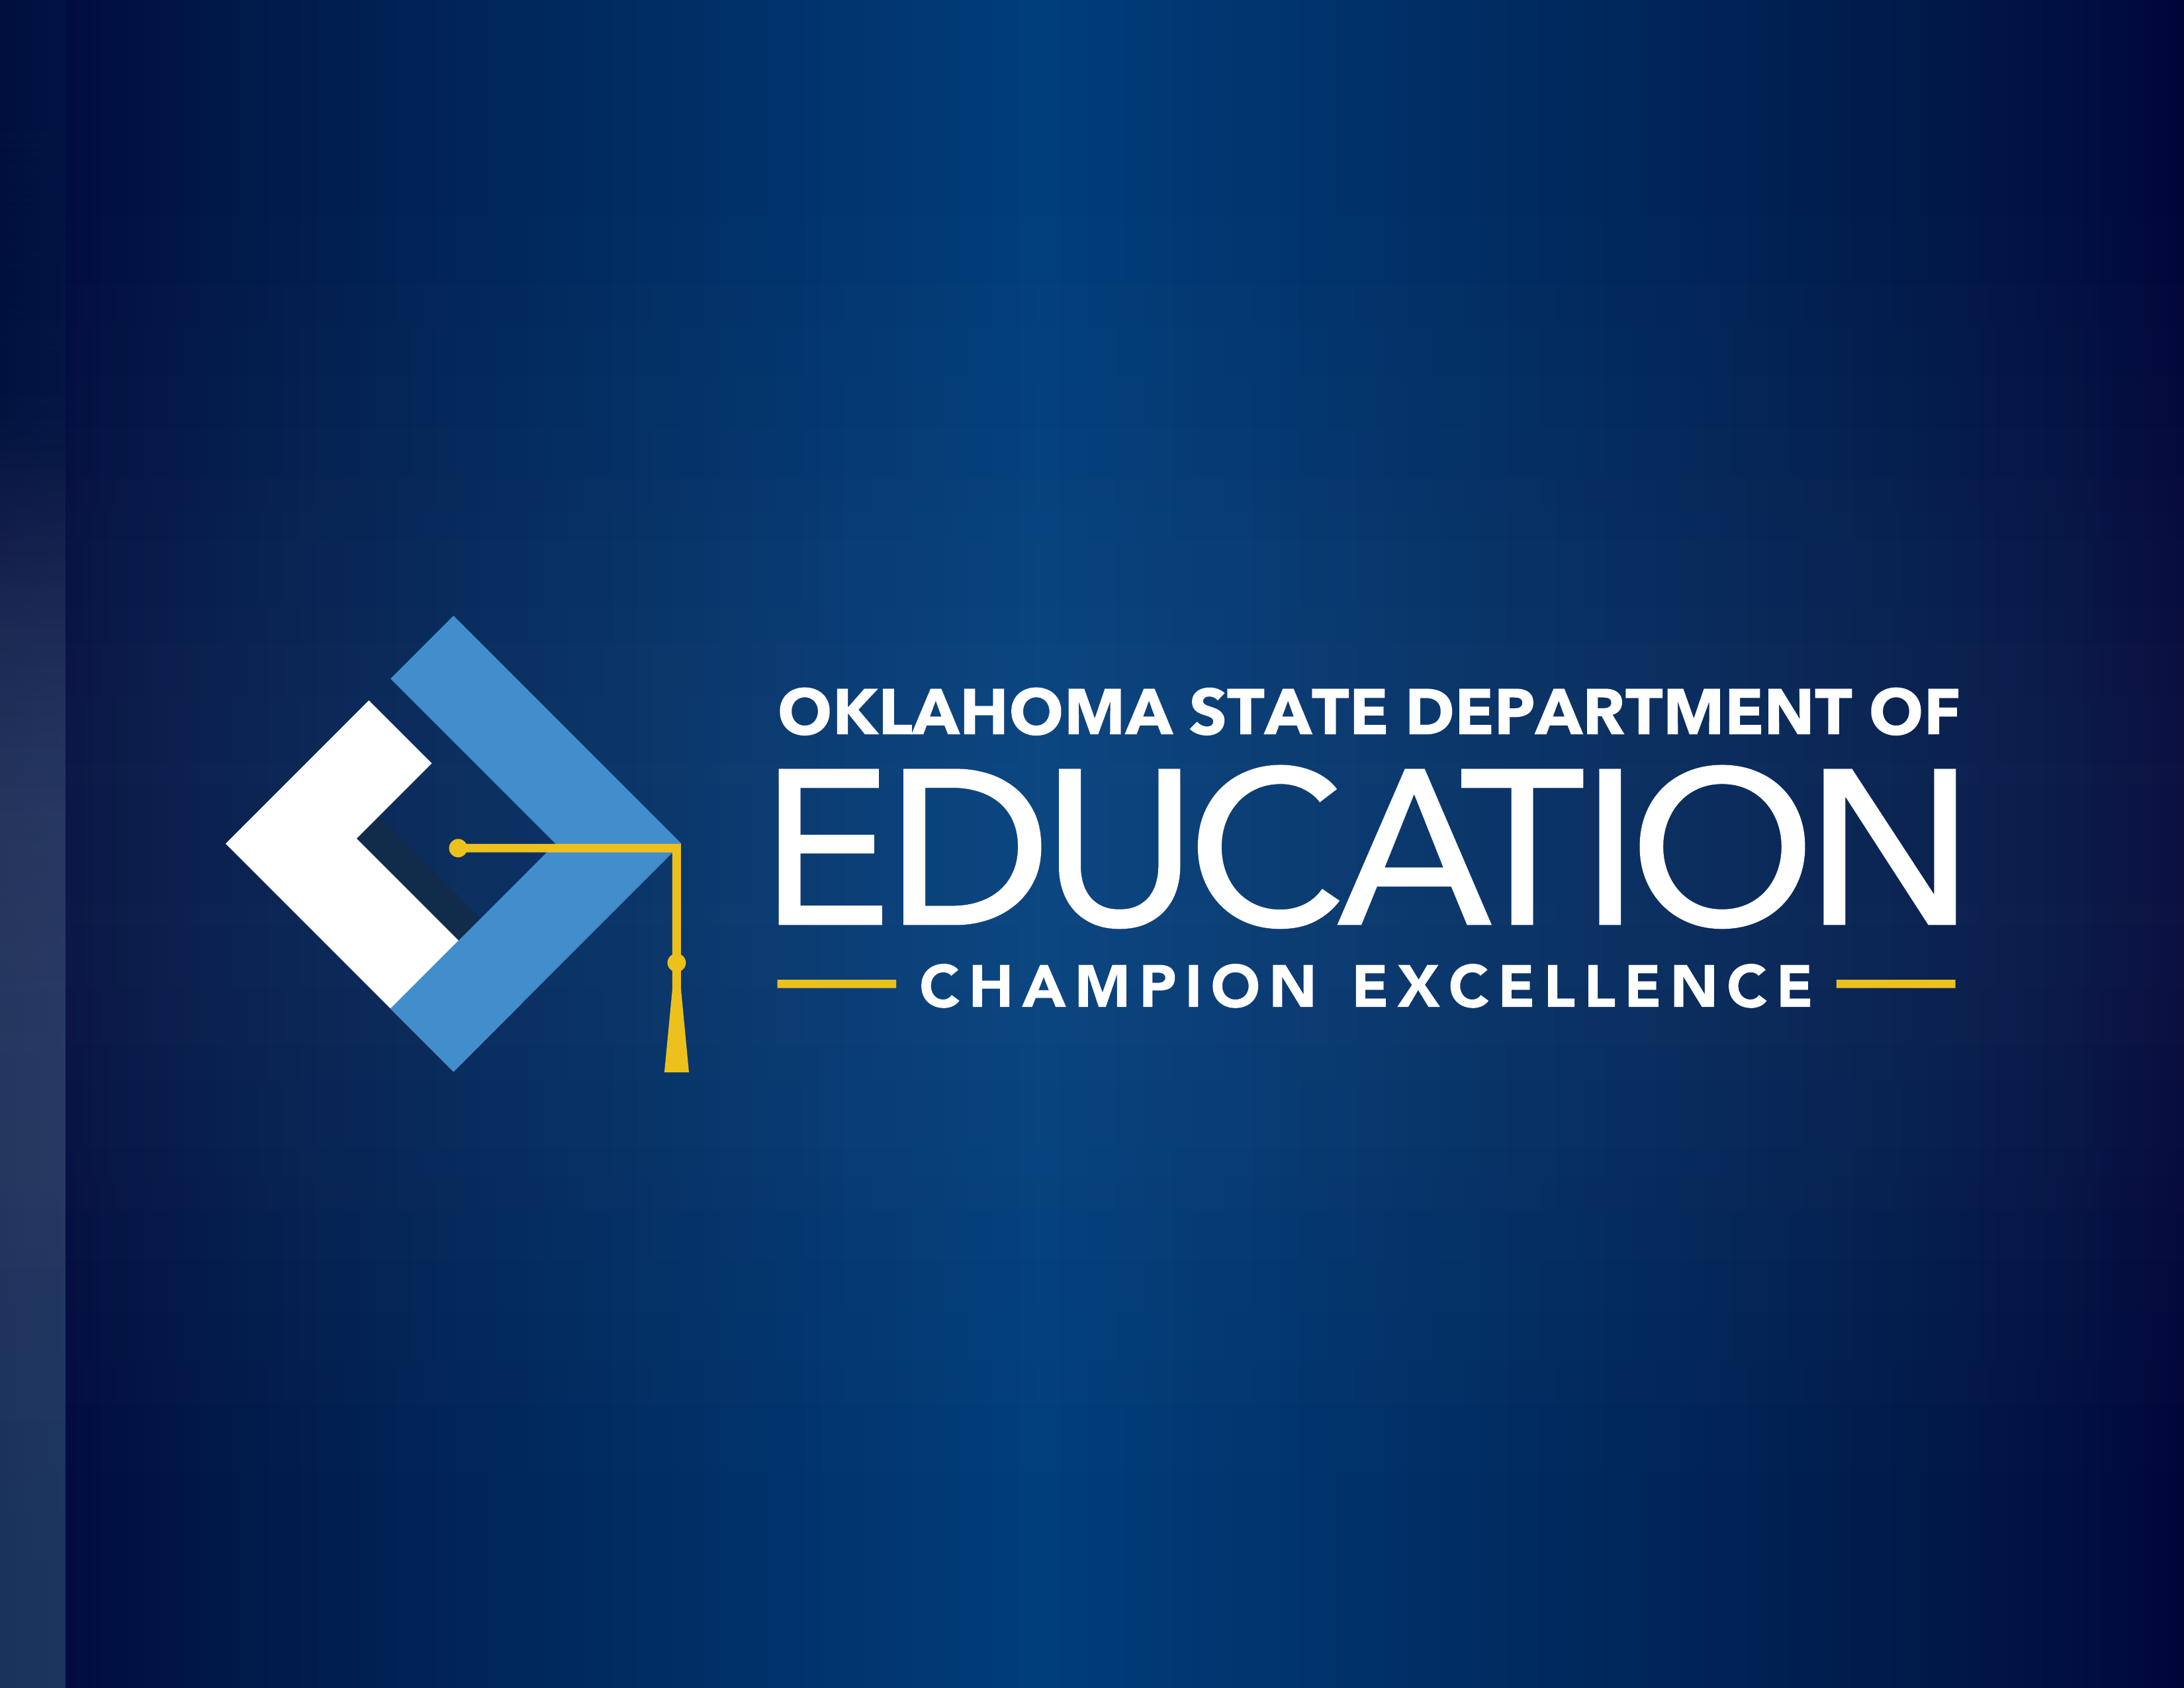 OKLAHOMA STATE DEPARTMENT OF
EDUCATION
CHAMPION EXCELLENCE